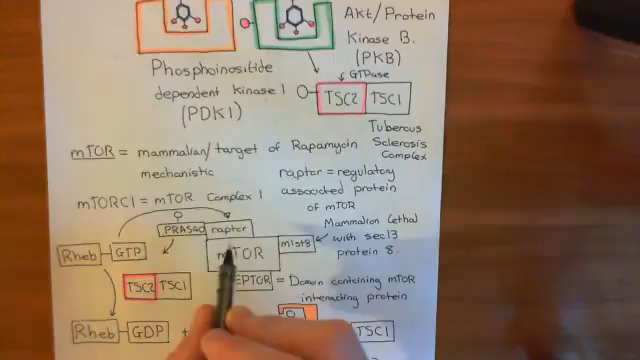 Akt/Protein
Kinase B.
(PKB)
Phosphoinositide
dependent Kinase 1
(PDK1)
GTPase
TSC2 TSC1
Tuberous
Sclerosis
Complex
mTOR = mammalian/target of Rapamycin
mechanistic
raptor = regulatory
associated protein
of mTOR
mTORC1 = mTOR Complex 1
PRAS40 raptor
Mammalian lethal
with sec13
protein 8.
mTOR
mlst8
Rheb GTP
TSC2 TSC1
EPTOR = Domain containing mTOR
interacting protein
Rheb GDP +
TSC1